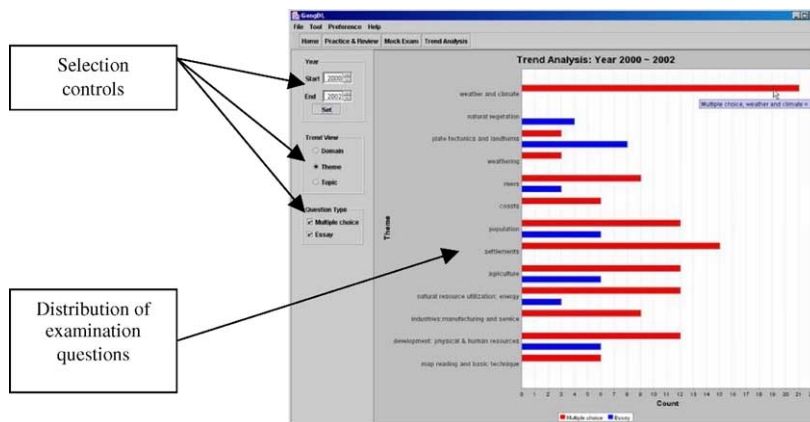 GeogDL
File Tool Preference Help
Home Practice & Review Mock Exam Trend Analysis
Selection
controls
Year
Start 2000
End 2002
Set
Trend View
Domain
Theme
Topic
Question Type
Multiple choice
Essay
Distribution of
examination
questions
Trend Analysis: Year 2000 ~ 2002
Theme
weather and climate
Multiple choice, weather and climate =
natural vegetation
plate tectonics and landforms
weathering
rivers
coasts
population
settlements
agriculture
natural resource utilization: energy
industries:manufacturing and service
development: physical & human resources
map reading and basic technique
0 1 2 3 4 5 6 7 8 9 10 11 12 13 14 15 16 17 18 19 20 21
Count
Multiple choice Essay